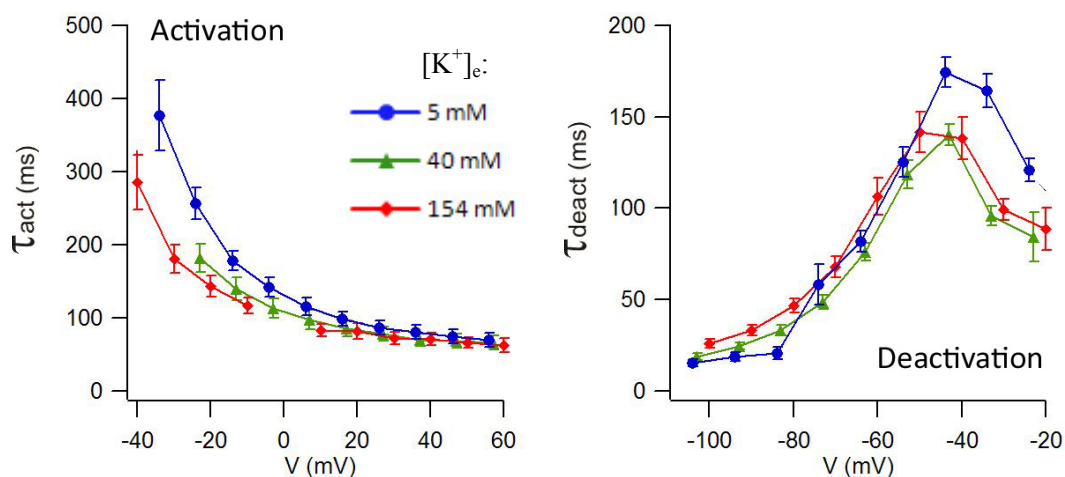 Activation
[K⁺]ₑ:
5 mM
40 mM
154 mM
500
400
300
200
100
0
τact (ms)
-40 -20 0 20 40 60
V (mV)
200
150
100
50
0
τdeact (ms)
Deactivation
-100 -80 -60 -40 -20
V (mV)